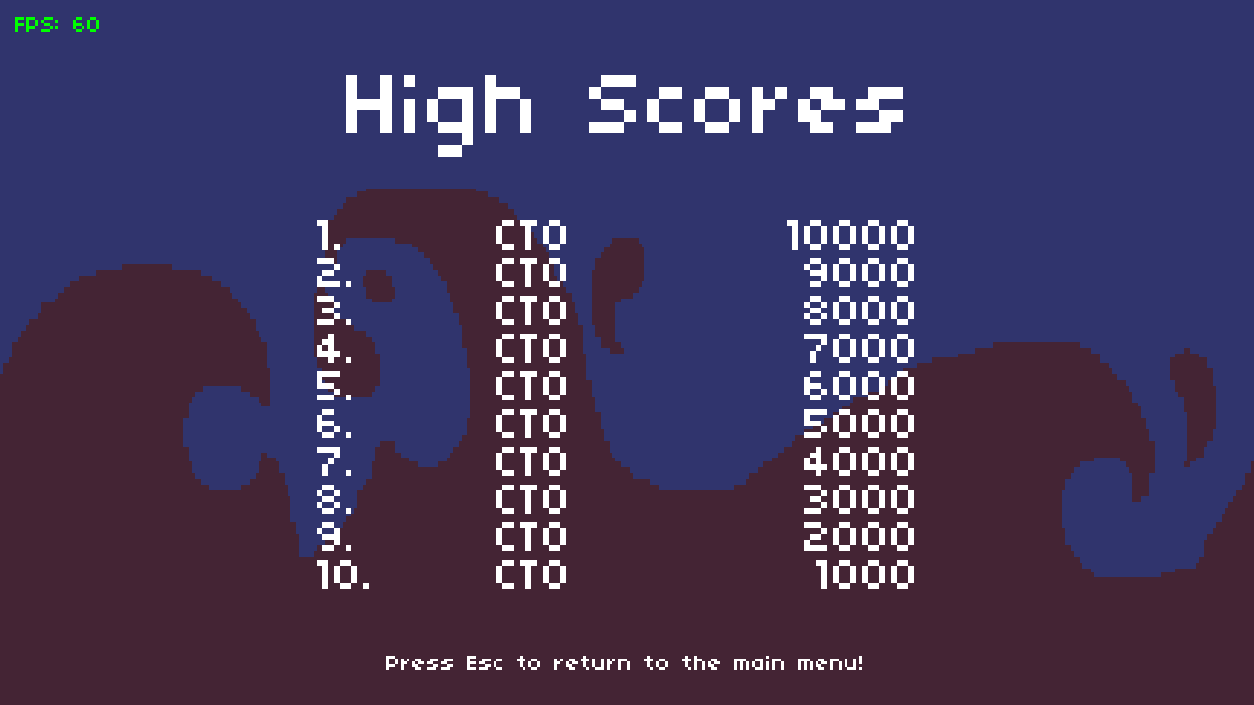 FPS: 60
High Scores
1. CTO 10000
2. CTO 9000
3. CTO 8000
4. CTO 7000
5. CTO 6000
6. CTO 5000
7. CTO 4000
8. CTO 3000
9. CTO 2000
10. CTO 1000
Press Esc to return to the main menu!